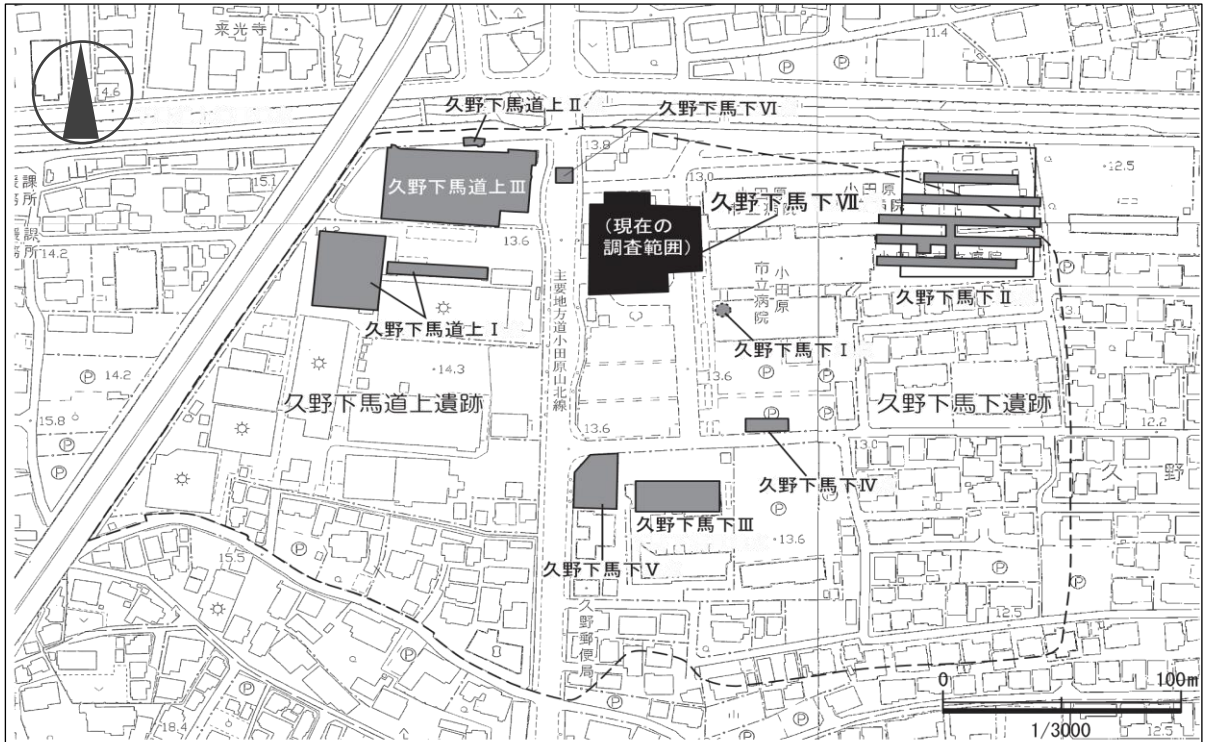 来光寺
11.4
14.6
久野下馬道上Ⅱ
久野下馬下Ⅵ
13.8
12.5
15.1
久野下馬道上Ⅲ
13.0
小田原
市立病院
久野下馬下Ⅶ
(現在の
調査範囲)
14.2
13.6
久野下馬下Ⅱ
主要地方道小田原山北線
小田原
市立病院
久野下馬道上Ⅰ
久野下馬下Ⅰ
P
14.2
14.3
13.6
P
久野下馬道上遺跡
久野下馬下遺跡
15.8
12.2
13.6
13.0
久野
久野下馬下Ⅳ
久野下馬下Ⅲ
13.6
15.5
久野下馬下Ⅴ
12.5
久野郵便局
0
100m
18.4
1/3000
12.5